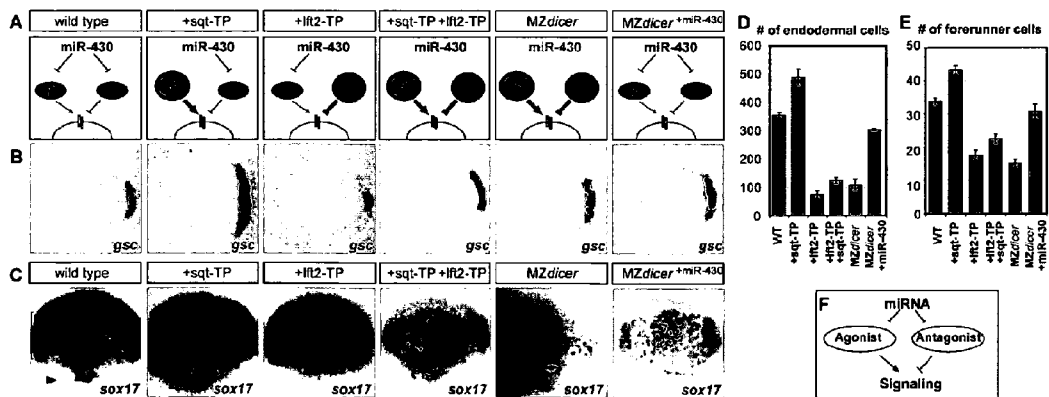 A
wild type
+sqt-TP
+lft2-TP
+sqt-TP +lft2-TP
MZdicer
MZdicer +miR-430
miR-430
miR-430
miR-430
miR-430
miR-430
miR-430
B
gsc
gsc
gsc
gsc
gsc
gsc
C
wild type
+sqt-TP
+lft2-TP
+sqt-TP +lft2-TP
MZdicer
MZdicer +miR-430
sox17
sox17
sox17
sox17
sox17
sox17
D
# of endodermal cells
600
500
400
300
200
100
0
WT
+sqt-TP
+lft2-TP
+lft2-TP
+sqt-TP
MZdicer
MZdicer
+miR-430
E
# of forerunner cells
50
40
30
20
10
0
WT
+sqt-TP
+lft2-TP
+lft2-TP
+sqt-TP
MZdicer
MZdicer
+miR-430
F
miRNA
Agonist
Antagonist
Signaling